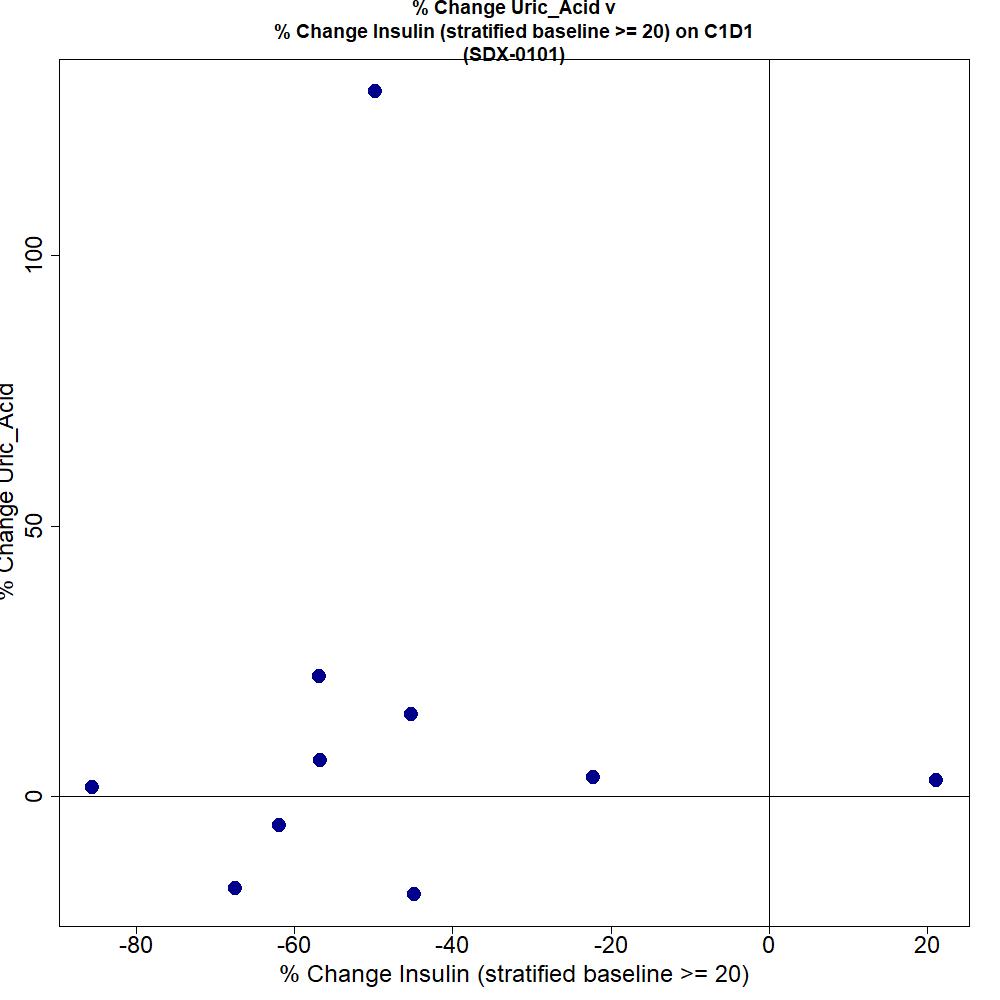 % Change Uric_Acid v
% Change Insulin (stratified baseline >= 20) on C1D1
(SDX-0101)
% Change Uric_Acid
100
50
0
-80
-60
-40
-20
0
20
% Change Insulin (stratified baseline >= 20)